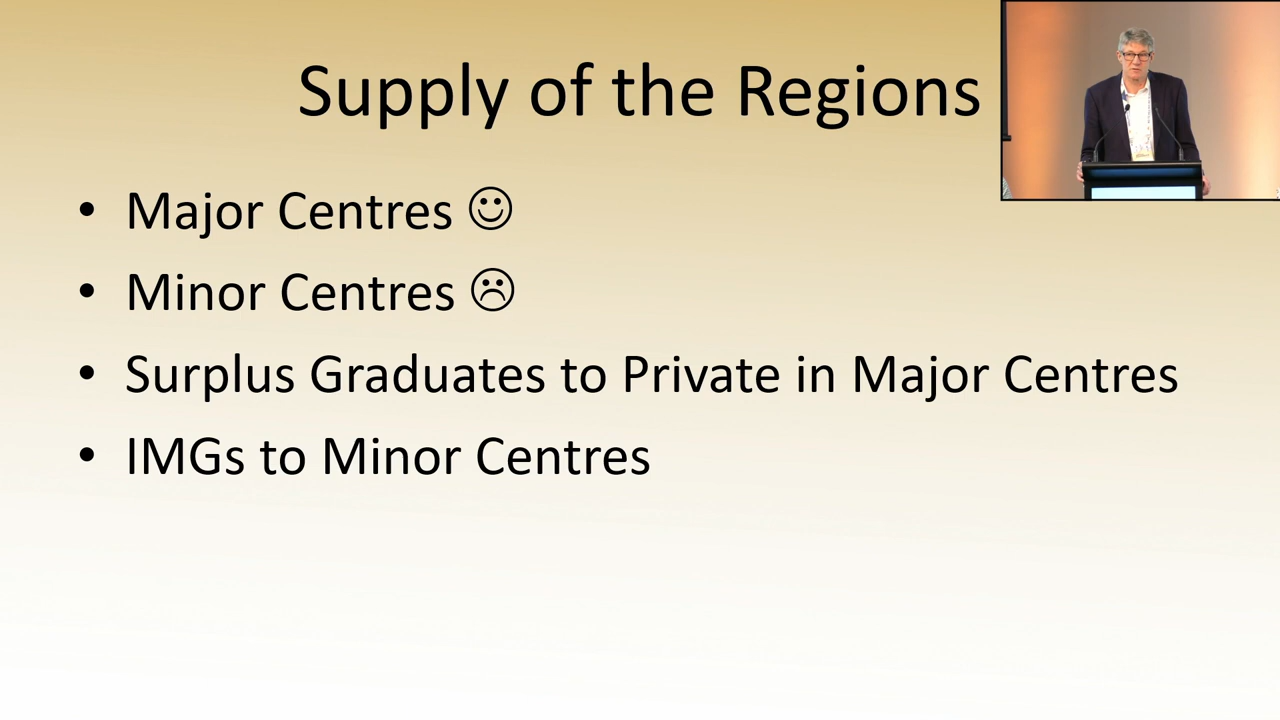 Supply of the Regions
• Major Centres ☺
• Minor Centres ☹
• Surplus Graduates to Private in Major Centres
• IMGs to Minor Centres